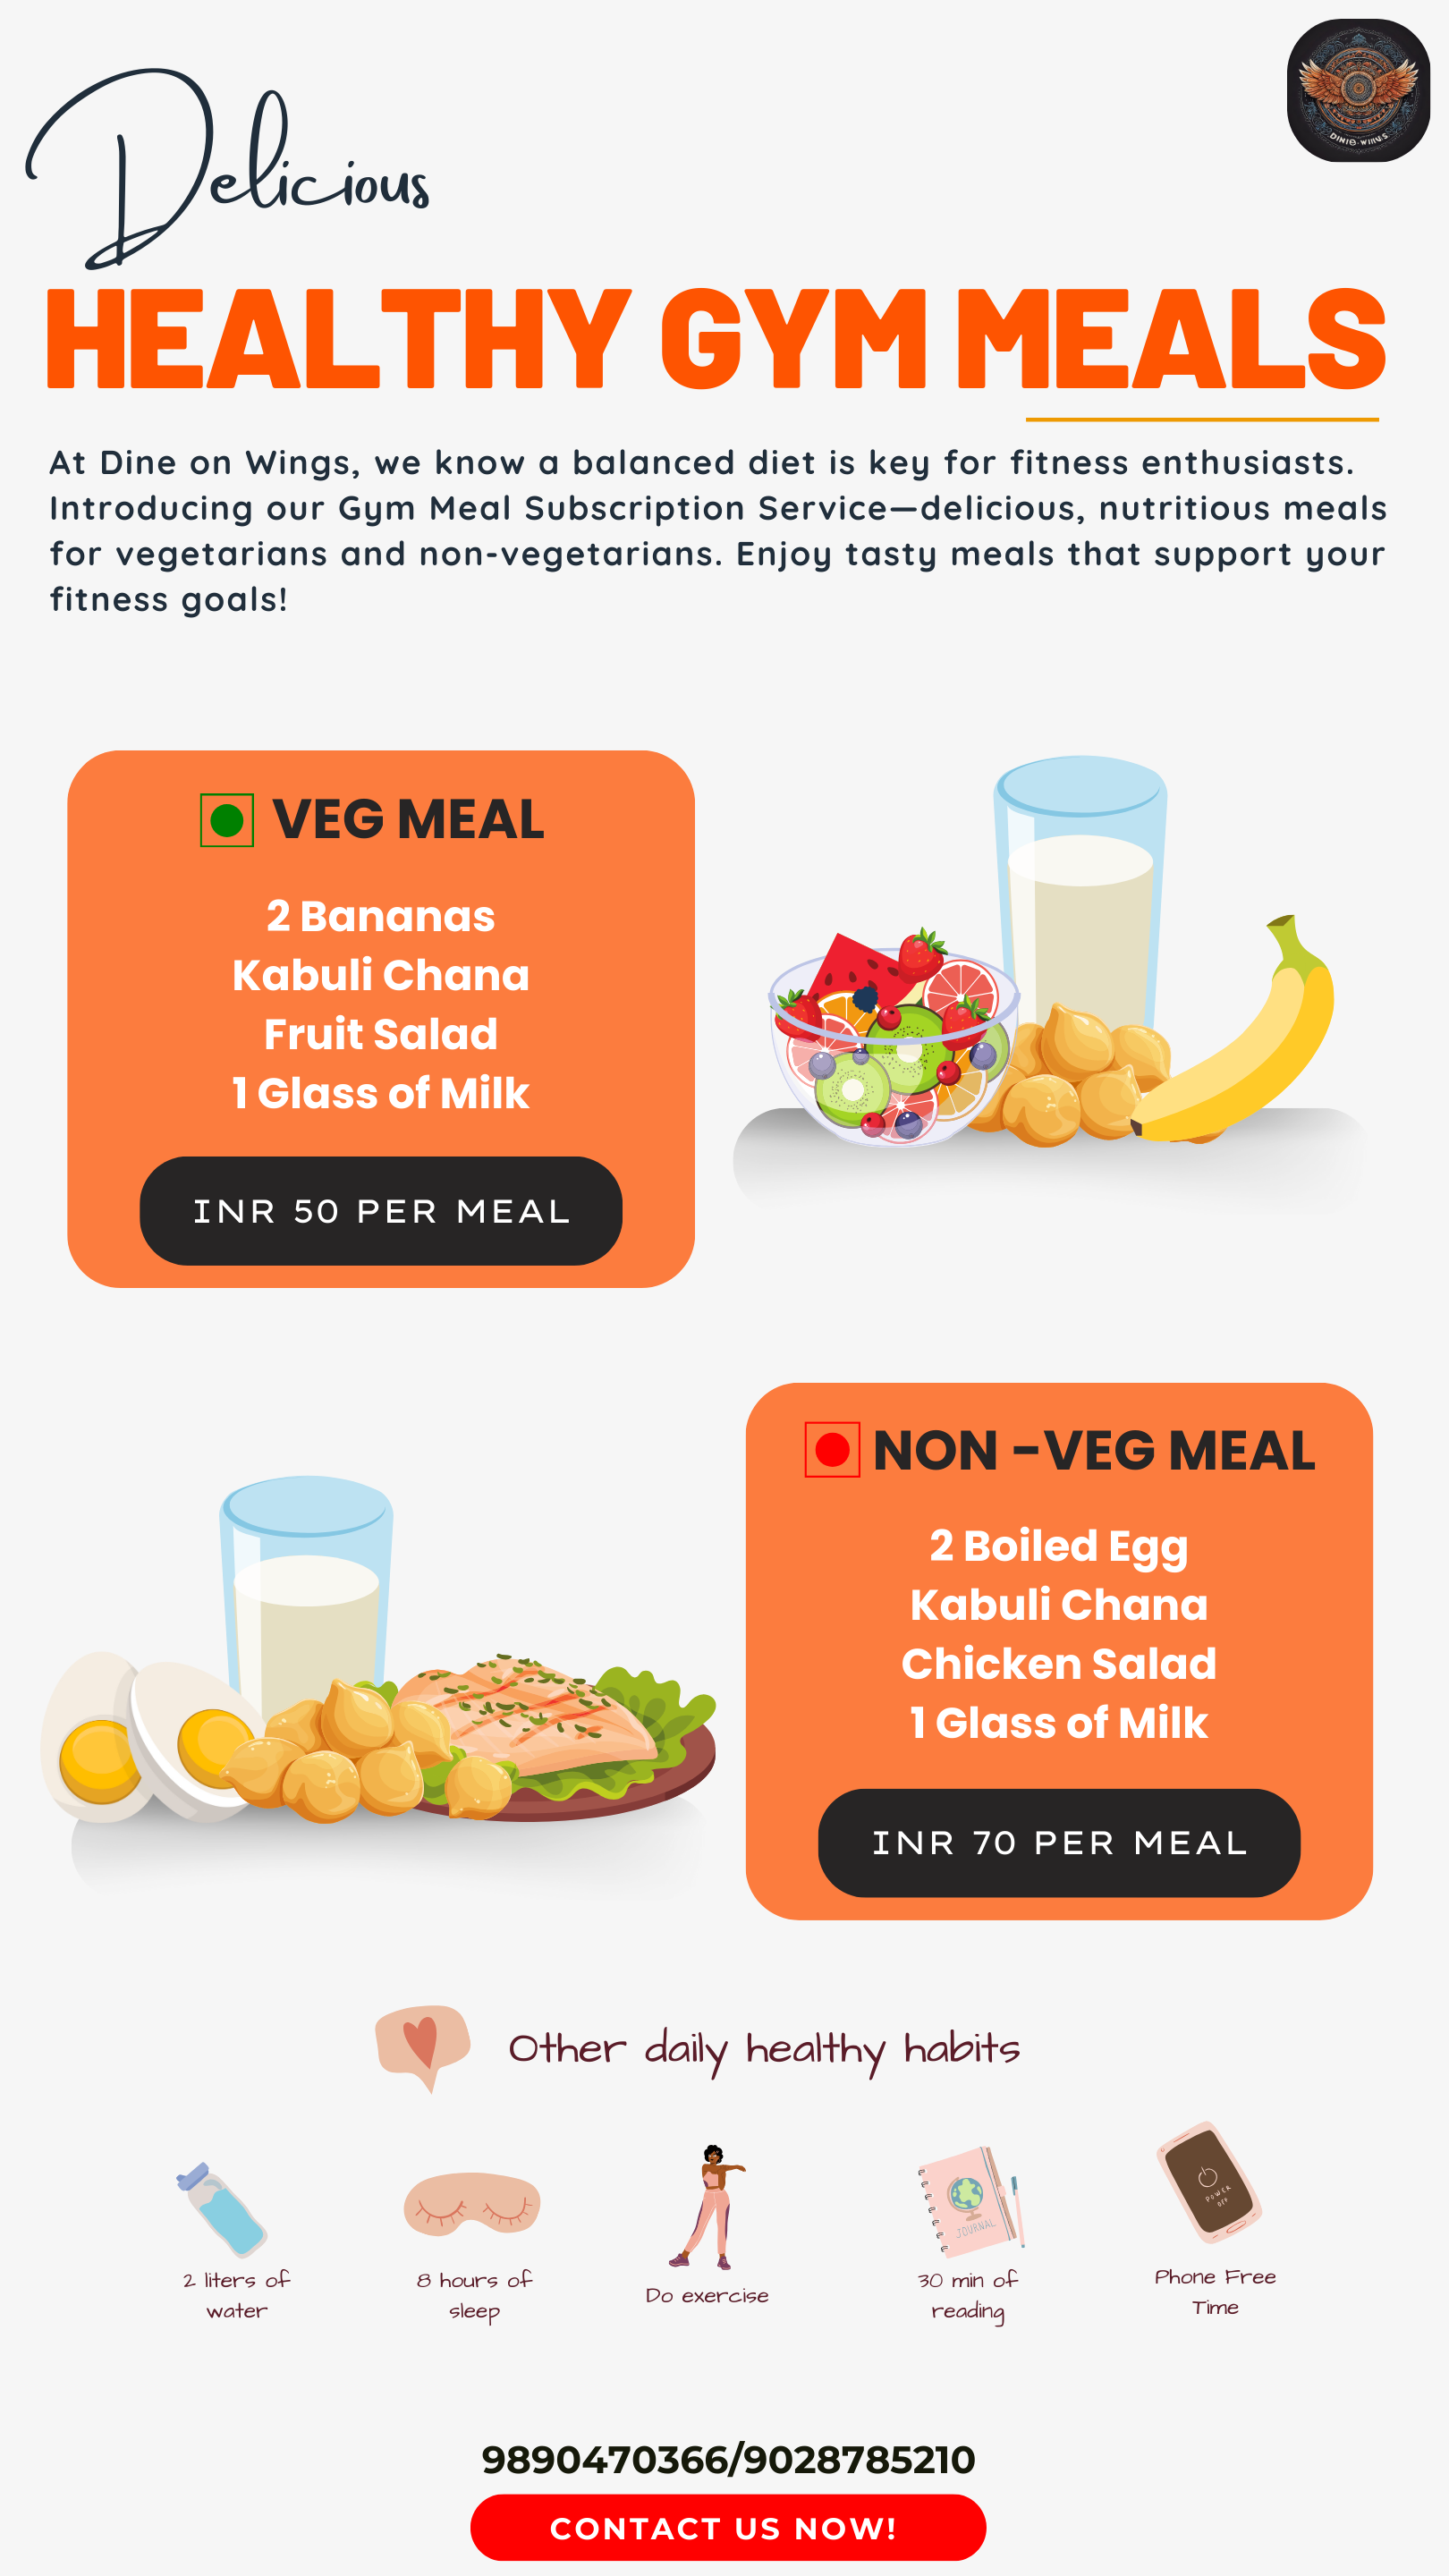 DINIG-WINGS
Delicious
HEALTHY GYM MEALS
At Dine on Wings, we know a balanced diet is key for fitness enthusiasts.
Introducing our Gym Meal Subscription Service—delicious, nutritious meals
for vegetarians and non-vegetarians. Enjoy tasty meals that support your
fitness goals!
VEG MEAL
2 Bananas
Kabuli Chana
Fruit Salad
1 Glass of Milk
INR 50 PER MEAL
NON -VEG MEAL
2 Boiled Egg
Kabuli Chana
Chicken Salad
1 Glass of Milk
INR 70 PER MEAL
Other daily healthy habits
JOURNAL
POWER
OFF
2 liters of
water
8 hours of
sleep
Do exercise
30 min of
reading
Phone Free
Time
9890470366/9028785210
CONTACT US NOW!